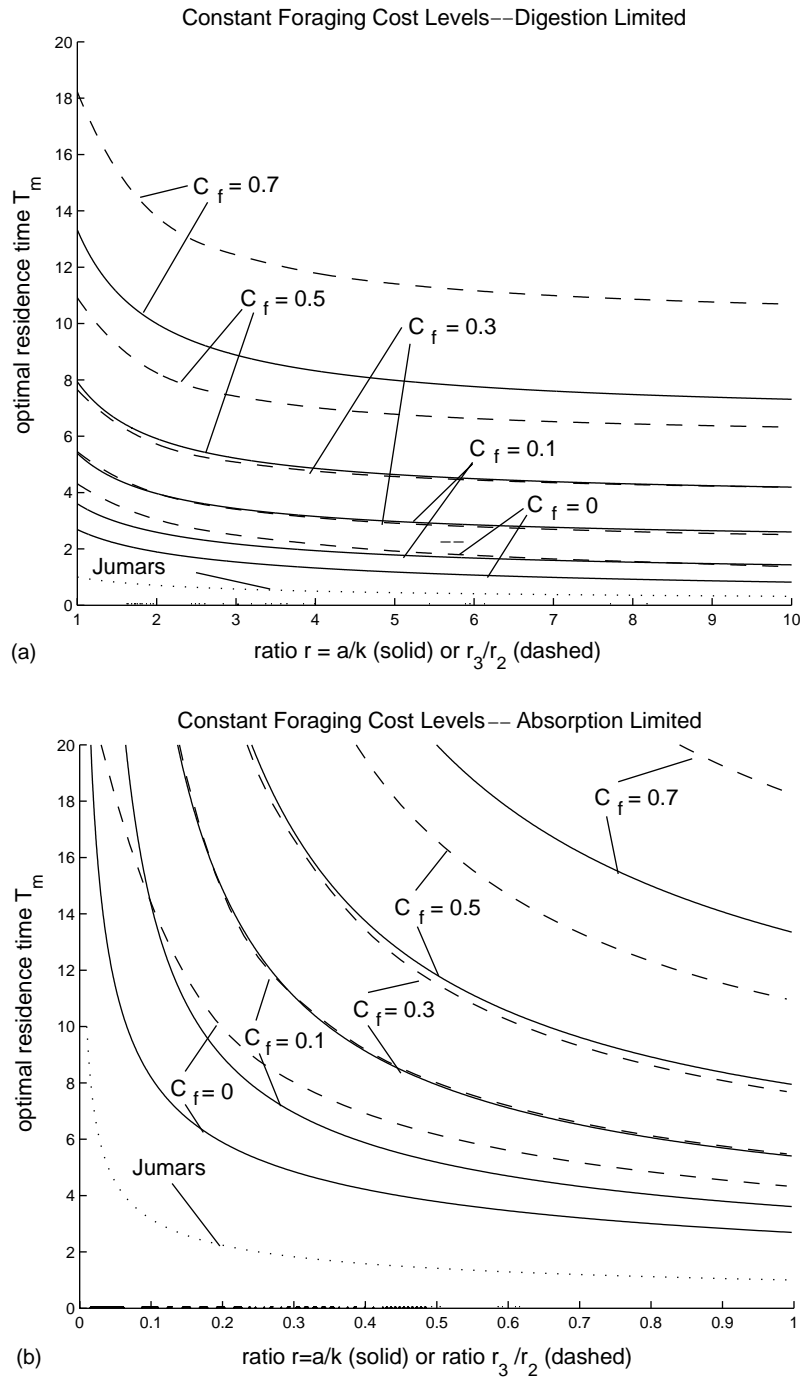 Constant Foraging Cost Levels−−Digestion Limited
optimal residence time T_m
20
18
16
14
12
10
8
6
4
2
0
C_f = 0.7
C_f = 0.5
C_f = 0.3
C_f = 0.1
C_f = 0
Jumars
1 2 3 4 5 6 7 8 9 10
(a) ratio r = a/k (solid) or r_3/r_2 (dashed)
Constant Foraging Cost Levels−− Absorption Limited
optimal residence time T_m
20
18
16
14
12
10
8
6
4
2
0
C_f = 0.7
C_f = 0.5
C_f = 0.3
C_f = 0.1
C_f = 0
Jumars
0 0.1 0.2 0.3 0.4 0.5 0.6 0.7 0.8 0.9 1
(b) ratio r=a/k (solid) or ratio r_3/r_2 (dashed)